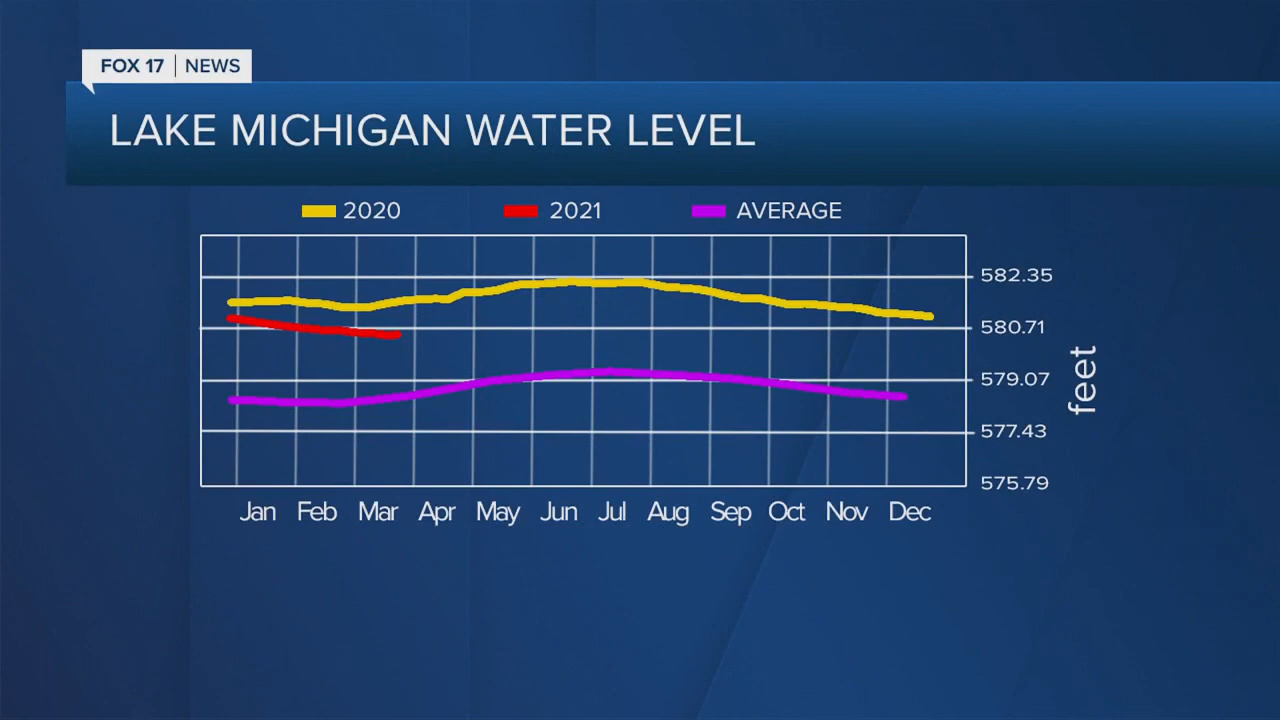 FOX 17 | NEWS
LAKE MICHIGAN WATER LEVEL
2020 2021 AVERAGE
582.35
580.71
579.07
577.43
575.79
feet
Jan Feb Mar Apr May Jun Jul Aug Sep Oct Nov Dec